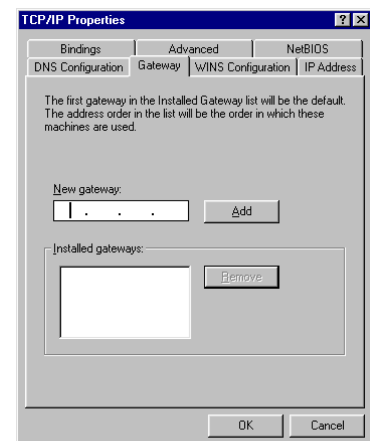 TCP/IP Properties
Bindings Advanced NetBIOS
DNS Configuration Gateway WINS Configuration IP Address
The first gateway in the Installed Gateway list will be the default.
The address order in the list will be the order in which these
machines are used.
New gateway:
. . .
Add
Installed gateways:
Remove
OK Cancel